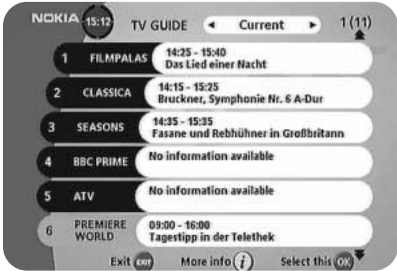 NOKIA 15:12 TV GUIDE Current 1 (11)
1 FILMPALAS 14:25 - 15:40
Das Lied einer Nacht
2 CLASSICA 14:15 - 15:25
Bruckner, Symphonie Nr. 6 A-Dur
3 SEASONS 14:35 - 15:35
Fasane und Rebhühner in Großbritann
4 BBC PRIME No information available
5 ATV No information available
6 PREMIERE WORLD 09:00 - 16:00
Tagestipp in der Telethek
Exit EXIT More info i Select this OK